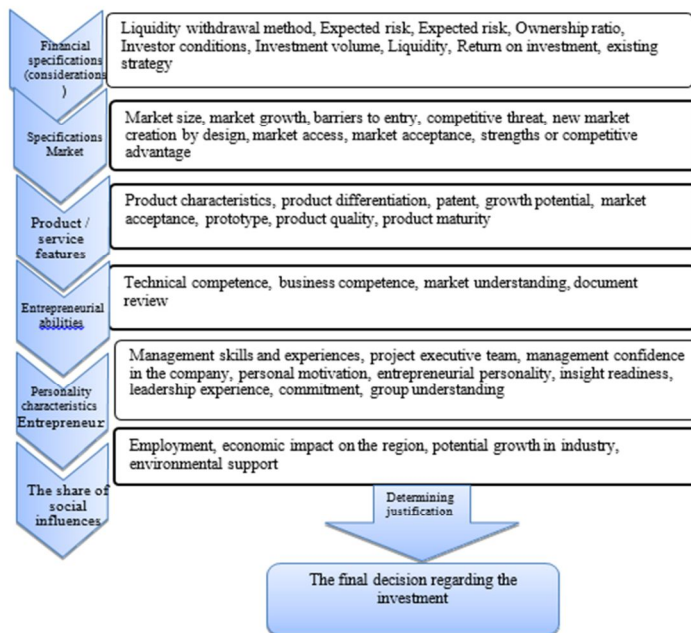 Financial
specifications
(considerations
)
Liquidity withdrawal method, Expected risk, Expected risk, Ownership ratio,
Investor conditions, Investment volume, Liquidity, Return on investment, existing
strategy
Specifications
Market
Market size, market growth, barriers to entry, competitive threat, new market
creation by design, market access, market acceptance, strengths or competitive
advantage
Product /
service
features
Product characteristics, product differentiation, patent, growth potential, market
acceptance, prototype, product quality, product maturity
Entrepreneurial
abilities
Technical competence, business competence, market understanding, document
review
Personality
characteristics
Entrepreneur
Management skills and experiences, project executive team, management confidence
in the company, personal motivation, entrepreneurial personality, insight readiness,
leadership experience, commitment, group understanding
The share of
social
influences
Employment, economic impact on the region, potential growth in industry,
environmental support
Determining
justification
The final decision regarding the
investment